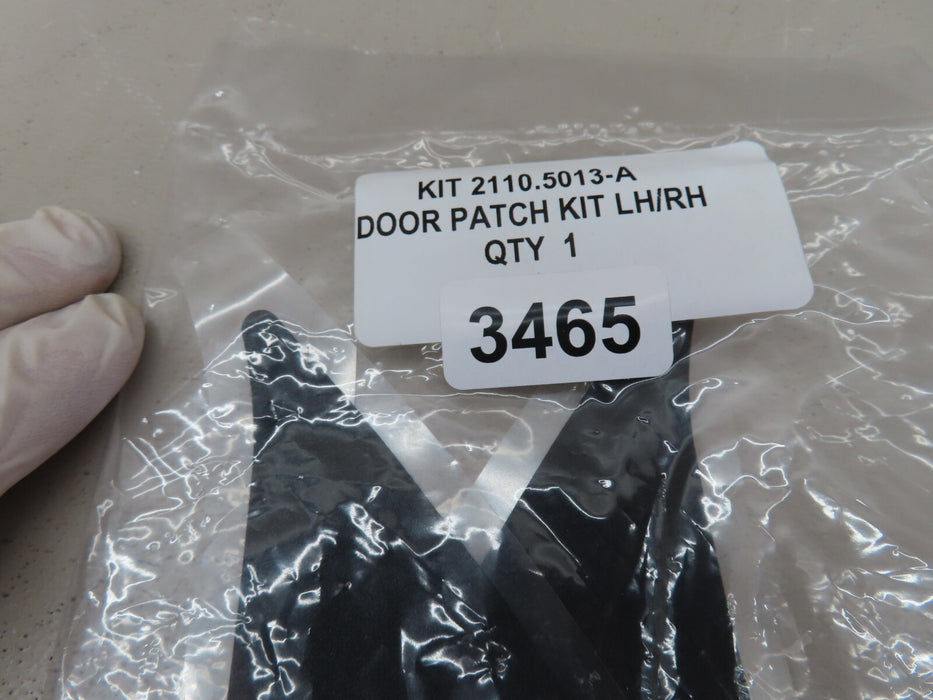 KIT 2110.5013-A
DOOR PATCH KIT LH/RH
QTY 1
3465